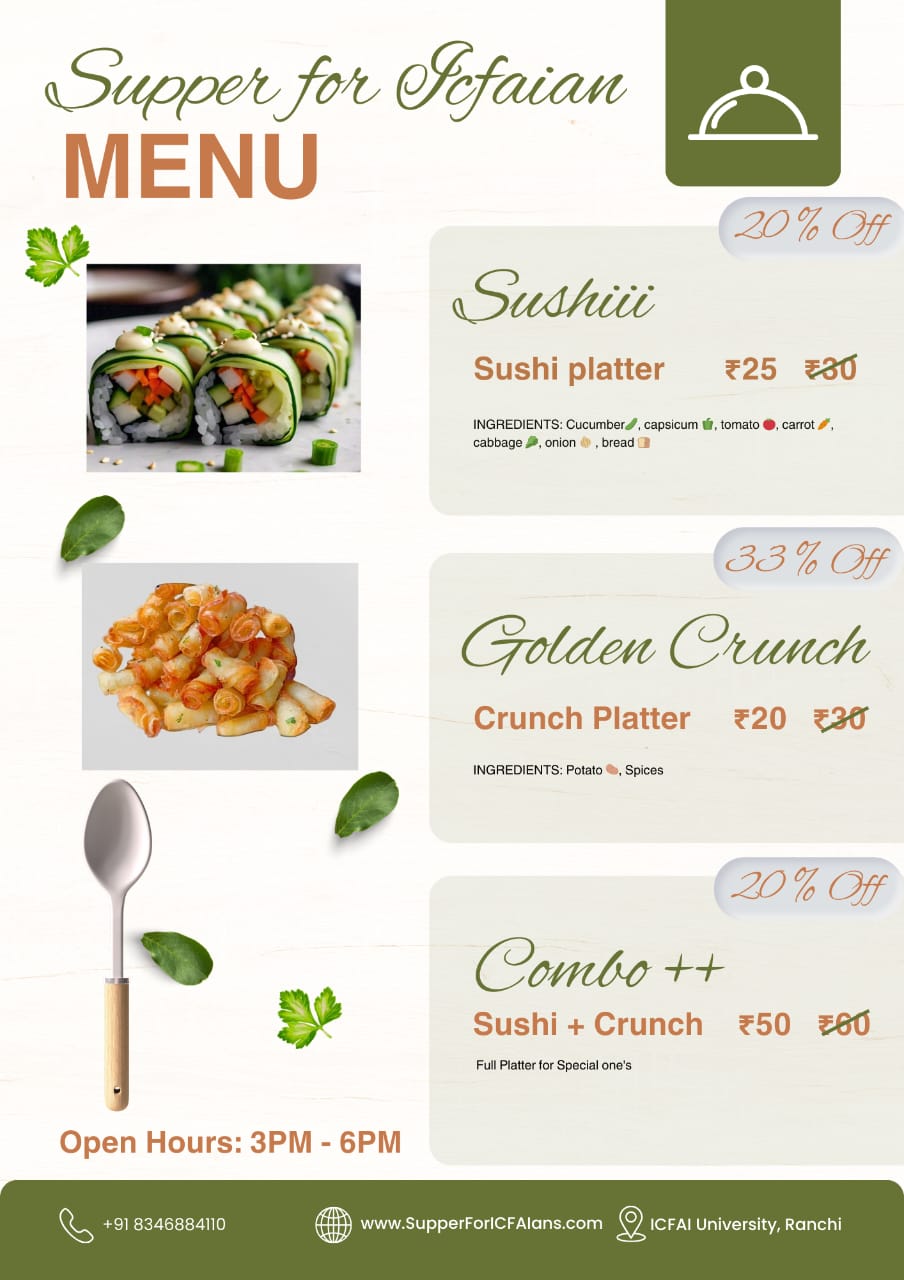 Supper for Icfaian
MENU
20% Off
Sushiii
Sushi platter ₹25 ₹30
INGREDIENTS: Cucumber🥒, capsicum 🫑, tomato 🍅, carrot 🥕,
cabbage 🥬, onion 🧅 , bread 🍞
33% Off
Golden Crunch
Crunch Platter ₹20 ₹30
INGREDIENTS: Potato 🥔, Spices
20% Off
Combo ++
Sushi + Crunch ₹50 ₹60
Full Platter for Special one's
Open Hours: 3PM - 6PM
+91 8346884110
www.SupperForICFAIans.com
ICFAI University, Ranchi